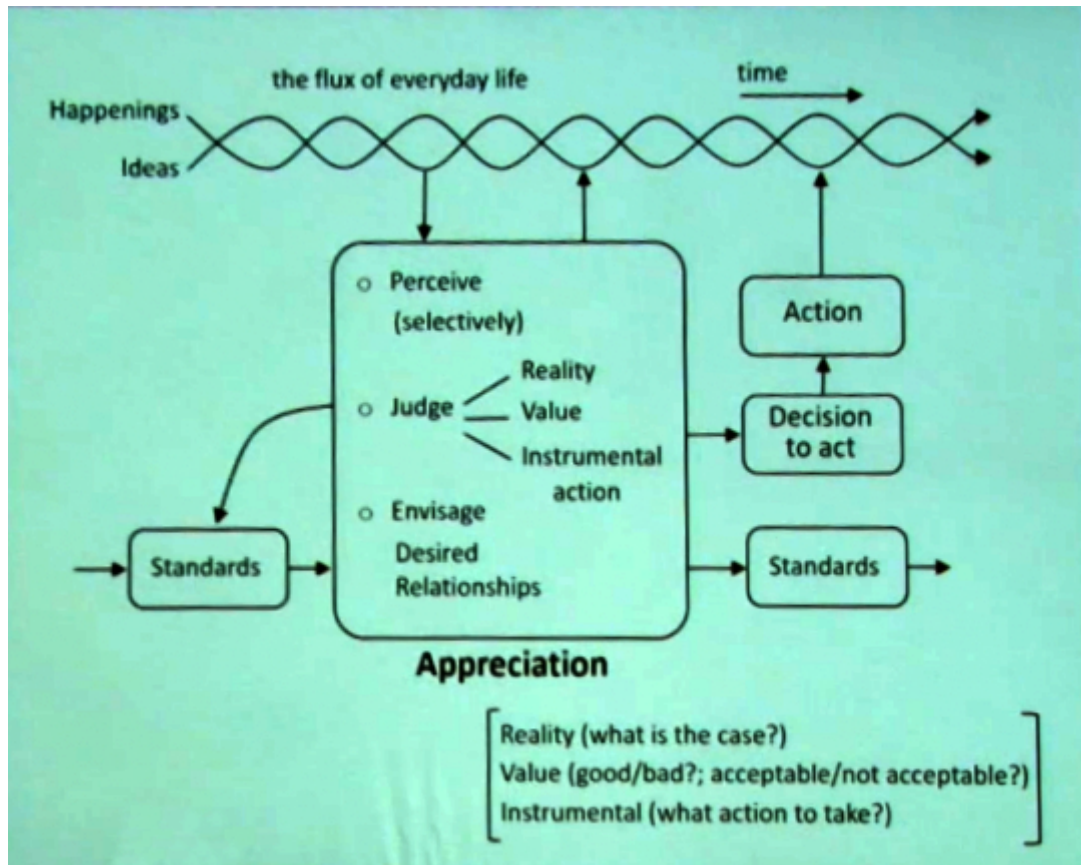 the flux of everyday life
time
Happenings
Ideas
Perceive
(selectively)
Judge
Reality
Value
Instrumental
action
Envisage
Desired
Relationships
Action
Decision
to act
Standards
Standards
Appreciation
Reality (what is the case?)
Value (good/bad?; acceptable/not acceptable?)
Instrumental (what action to take?)